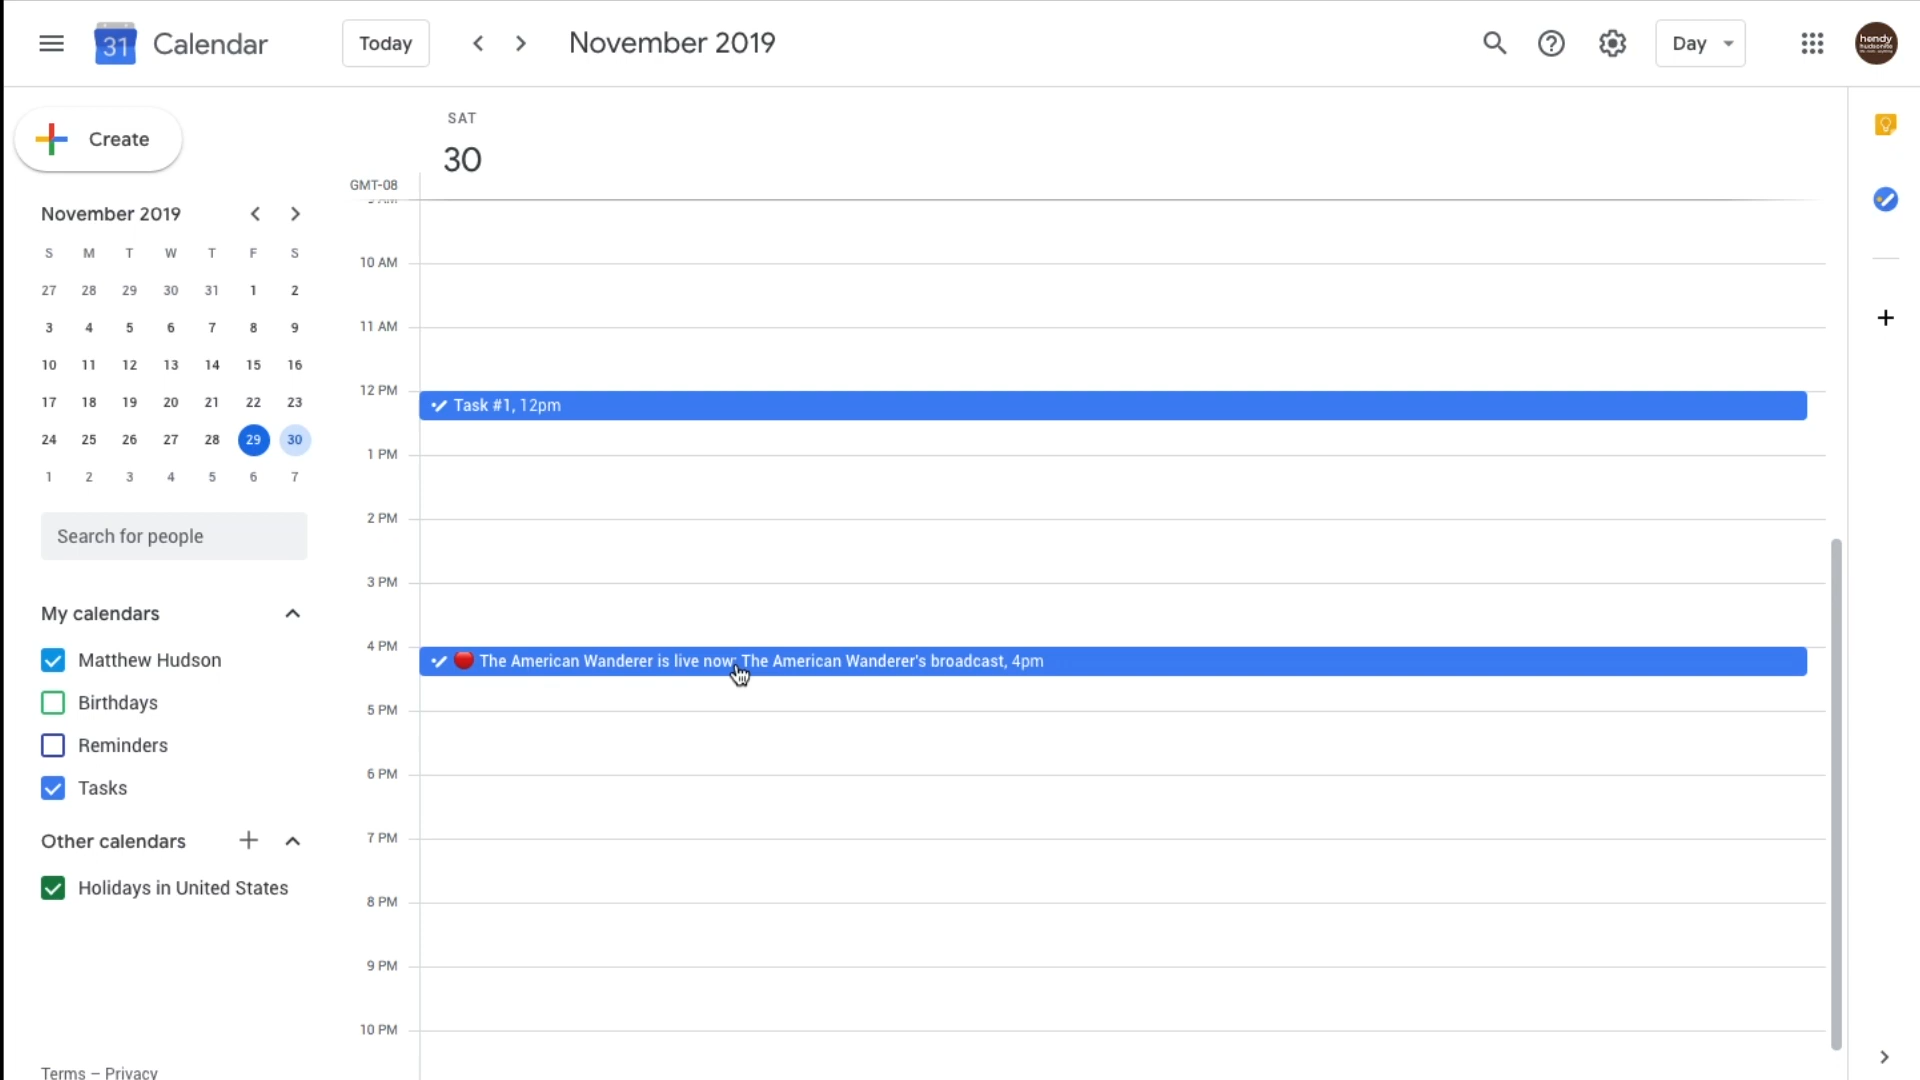 31 Calendar
Today
November 2019
Day
hendy
Create
SAT
30
GMT-08
November 2019
S M T W T F S
27 28 29 30 31 1 2
3 4 5 6 7 8 9
10 11 12 13 14 15 16
17 18 19 20 21 22 23
24 25 26 27 28 29 30
1 2 3 4 5 6 7
Search for people
My calendars
Matthew Hudson
Birthdays
Reminders
Tasks
Other calendars
Holidays in United States
Terms – Privacy
10 AM
11 AM
12 PM
Task #1, 12pm
1 PM
2 PM
3 PM
4 PM
The American Wanderer is live now: The American Wanderer's broadcast, 4pm
5 PM
6 PM
7 PM
8 PM
9 PM
10 PM